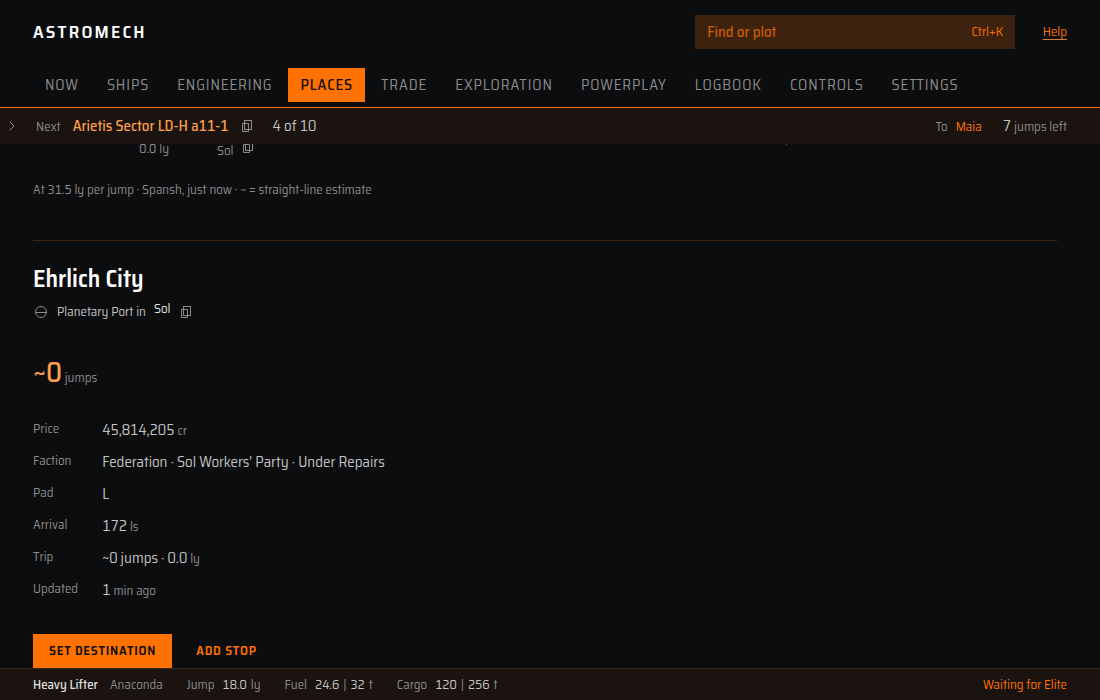 ASTROMECH
Find or plot Ctrl+K Help
NOW SHIPS ENGINEERING PLACES TRADE EXPLORATION POWERPLAY LOGBOOK CONTROLS SETTINGS
Next Arietis Sector LD-H a11-1 4 of 10 To Maia 7 jumps left
0.0 ly Sol
At 31.5 ly per jump · Spansh, just now · ~ = straight-line estimate
Ehrlich City
Planetary Port in Sol
~0 jumps
Price 45,814,205 cr
Faction Federation · Sol Workers' Party · Under Repairs
Pad L
Arrival 172 ls
Trip ~0 jumps · 0.0 ly
Updated 1 min ago
SET DESTINATION ADD STOP
Heavy Lifter Anaconda Jump 18.0 ly Fuel 24.6 | 32 t Cargo 120 | 256 t Waiting for Elite